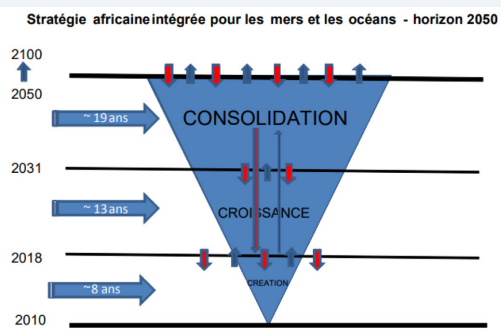 Stratégie africaine intégrée pour les mers et les océans - horizon 2050
2100
2050
~ 19 ans
CONSOLIDATION
2031
~ 13 ans
CROISSANCE
2018
~8 ans
CREATION
2010